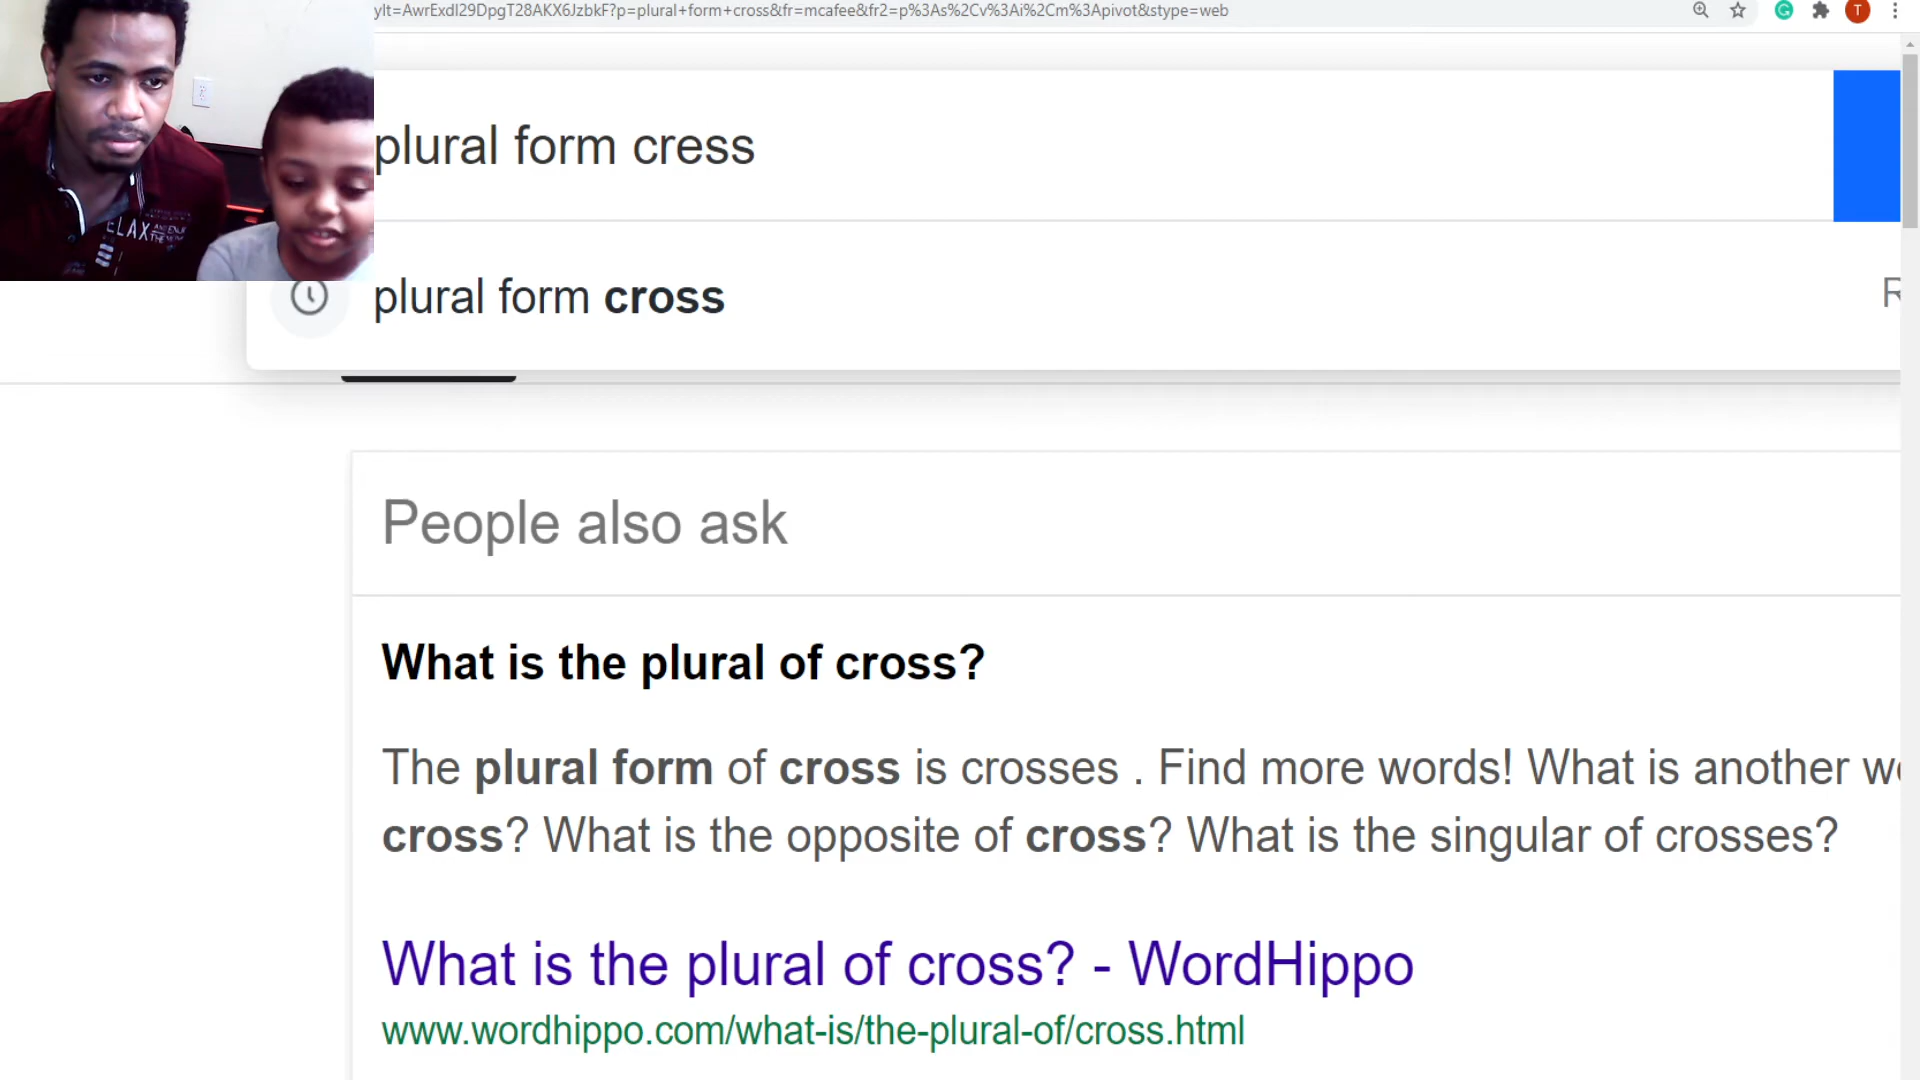 ylt=AwrExdl29DpgT28AKX6JzbkF?p=plural+form+cross&fr=mcafee&fr2=p%3As%2Cv%3Ai%2Cm%3Apivot&stype=web
T
plural form cress
plural form cross
R
People also ask
What is the plural of cross?
The plural form of cross is crosses . Find more words! What is another
cross? What is the opposite of cross? What is the singular of crosses?
What is the plural of cross? - WordHippo
www.wordhippo.com/what-is/the-plural-of/cross.html
ELAX